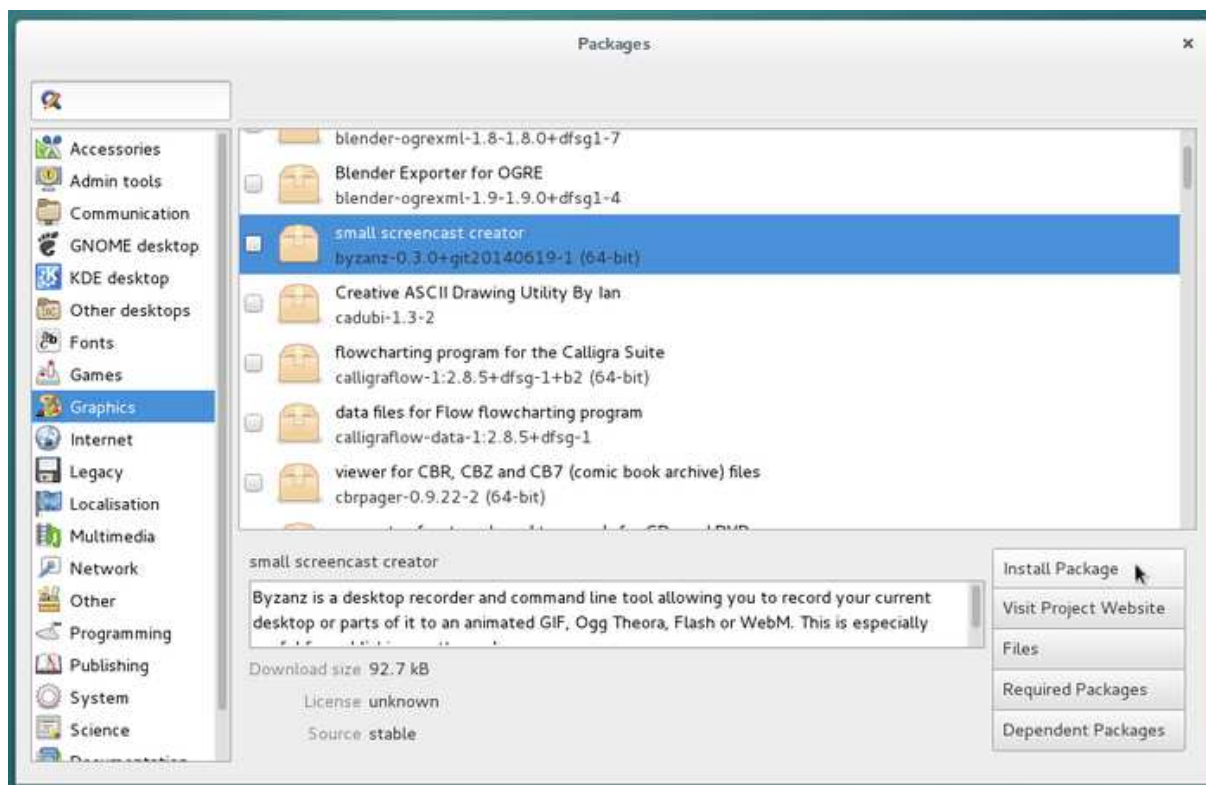 Packages
Accessories
Admin tools
Communication
GNOME desktop
KDE desktop
Other desktops
Fonts
Games
Graphics
Internet
Legacy
Localisation
Multimedia
Network
Other
Programming
Publishing
System
Science
blender-ogrexml-1.8-1.8.0+dfsg1-7
Blender Exporter for OGRE
blender-ogrexml-1.9-1.9.0+dfsg1-4
small screencast creator
byzanz-0.3.0+git20140619-1 (64-bit)
Creative ASCII Drawing Utility By Ian
cadubi-1.3-2
flowcharting program for the Calligra Suite
calligraflow-1:2.8.5+dfsg-1+b2 (64-bit)
data files for Flow flowcharting program
calligraflow-data-1:2.8.5+dfsg-1
viewer for CBR, CBZ and CB7 (comic book archive) files
cbrpager-0.9.22-2 (64-bit)
small screencast creator
Byzanz is a desktop recorder and command line tool allowing you to record your current
desktop or parts of it to an animated GIF, Ogg Theora, Flash or WebM. This is especially
Download size 92.7 kB
License unknown
Source stable
Install Package
Visit Project Website
Files
Required Packages
Dependent Packages